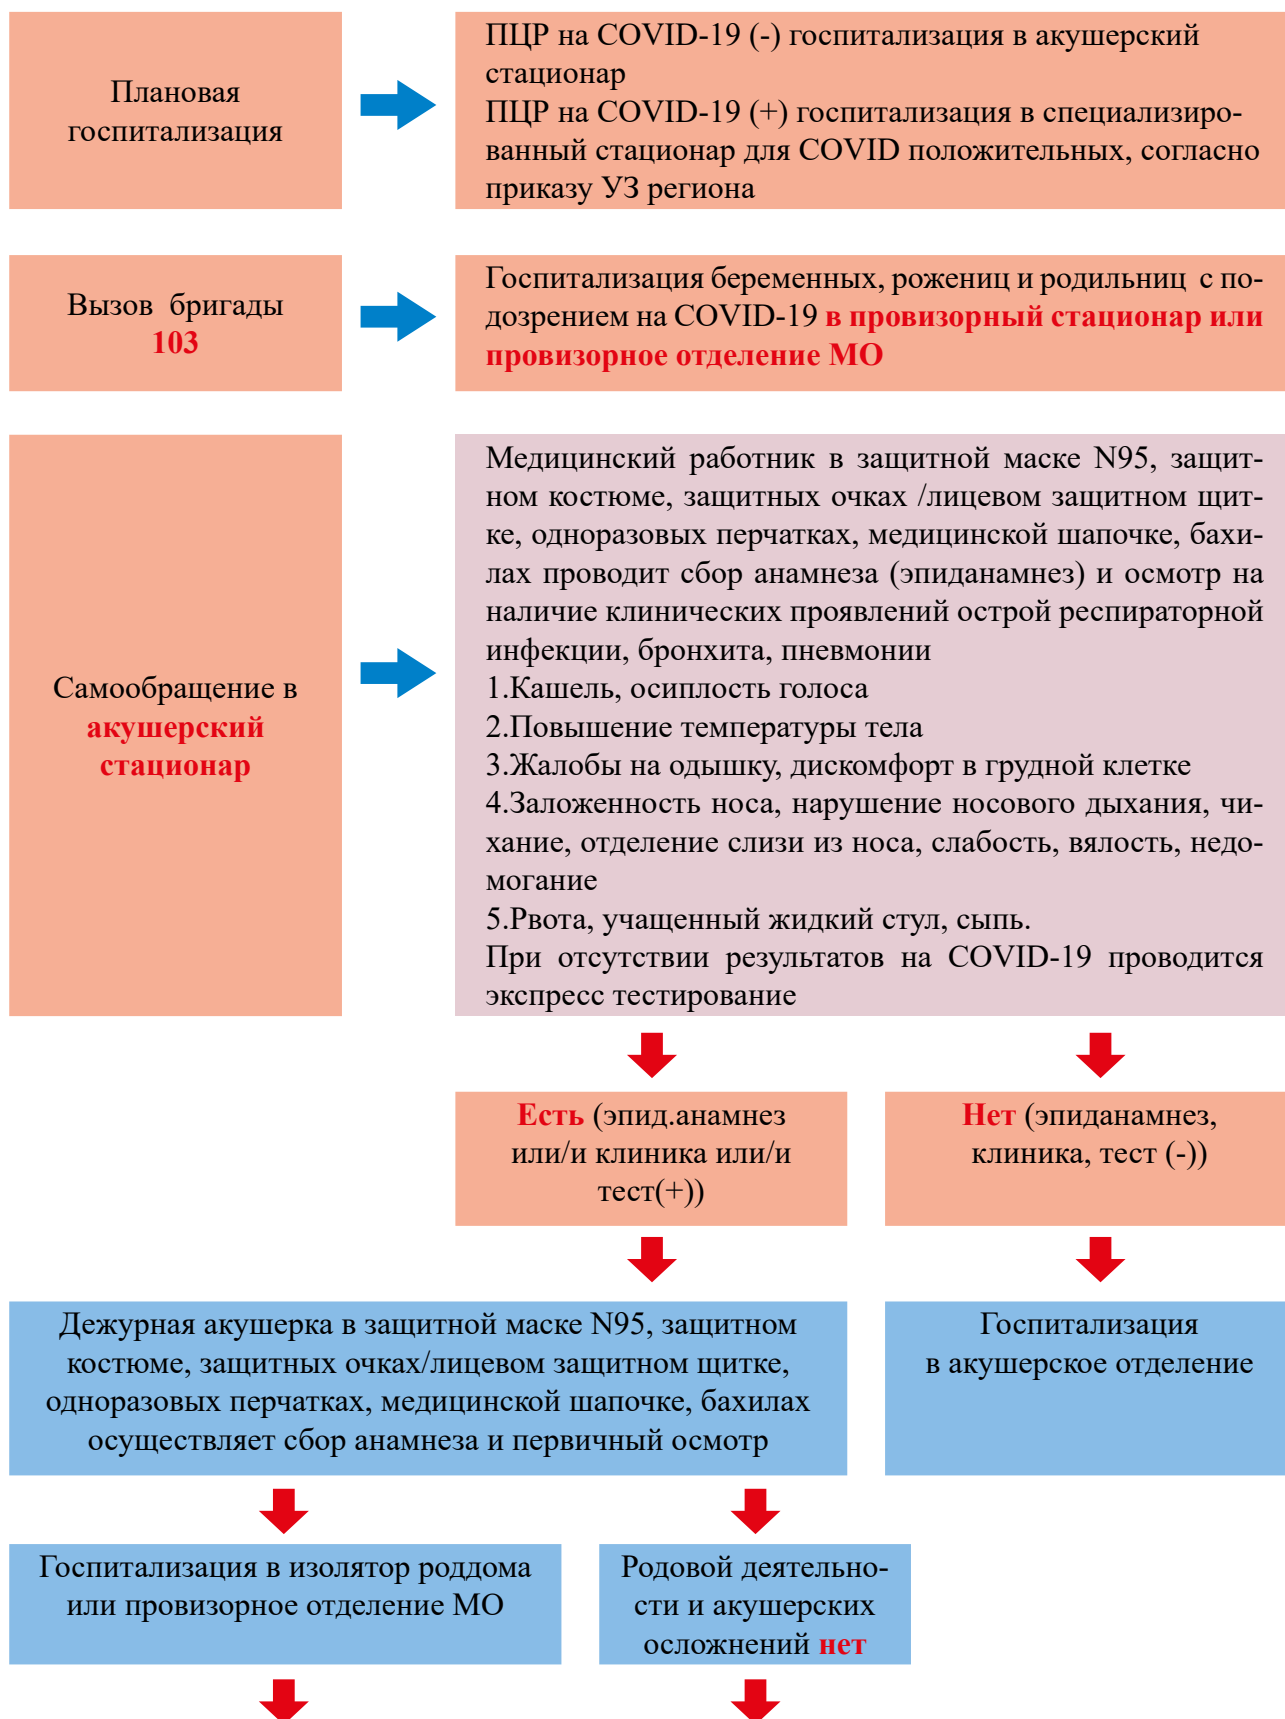 Плановая
госпитализация
ПЦР на COVID-19 (-) госпитализация в акушерский
стационар
ПЦР на COVID-19 (+) госпитализация в специализиро-
ванный стационар для COVID положительных, согласно
приказу УЗ региона
Вызов бригады
103
Госпитализация беременных, рожениц и родильниц с по-
дозрением на COVID-19 в провизорный стационар или
провизорное отделение МО
Самообращение в
акушерский
стационар
Медицинский работник в защитной маске N95, защит-
ном костюме, защитных очках /лицевом защитном щит-
ке, одноразовых перчатках, медицинской шапочке, бахи-
лах проводит сбор анамнеза (эпиданамнез) и осмотр на
наличие клинических проявлений острой респираторной
инфекции, бронхита, пневмонии
1.Кашель, осиплость голоса
2.Повышение температуры тела
3.Жалобы на одышку, дискомфорт в грудной клетке
4.Заложенность носа, нарушение носового дыхания, чи-
хание, отделение слизи из носа, слабость, вялость, недо-
могание
5.Рвота, учащенный жидкий стул, сыпь.
При отсутствии результатов на COVID-19 проводится
экспресс тестирование
Есть (эпид.анамнез
или/и клиника или/и
тест(+))
Нет (эпиданамнез,
клиника, тест (-))
Дежурная акушерка в защитной маске N95, защитном
костюме, защитных очках/лицевом защитном щитке,
одноразовых перчатках, медицинской шапочке, бахилах
осуществляет сбор анамнеза и первичный осмотр
Госпитализация
в акушерское отделение
Госпитализация в изолятор роддома
или провизорное отделение МО
Родовой деятельно-
сти и акушерских
осложнений нет